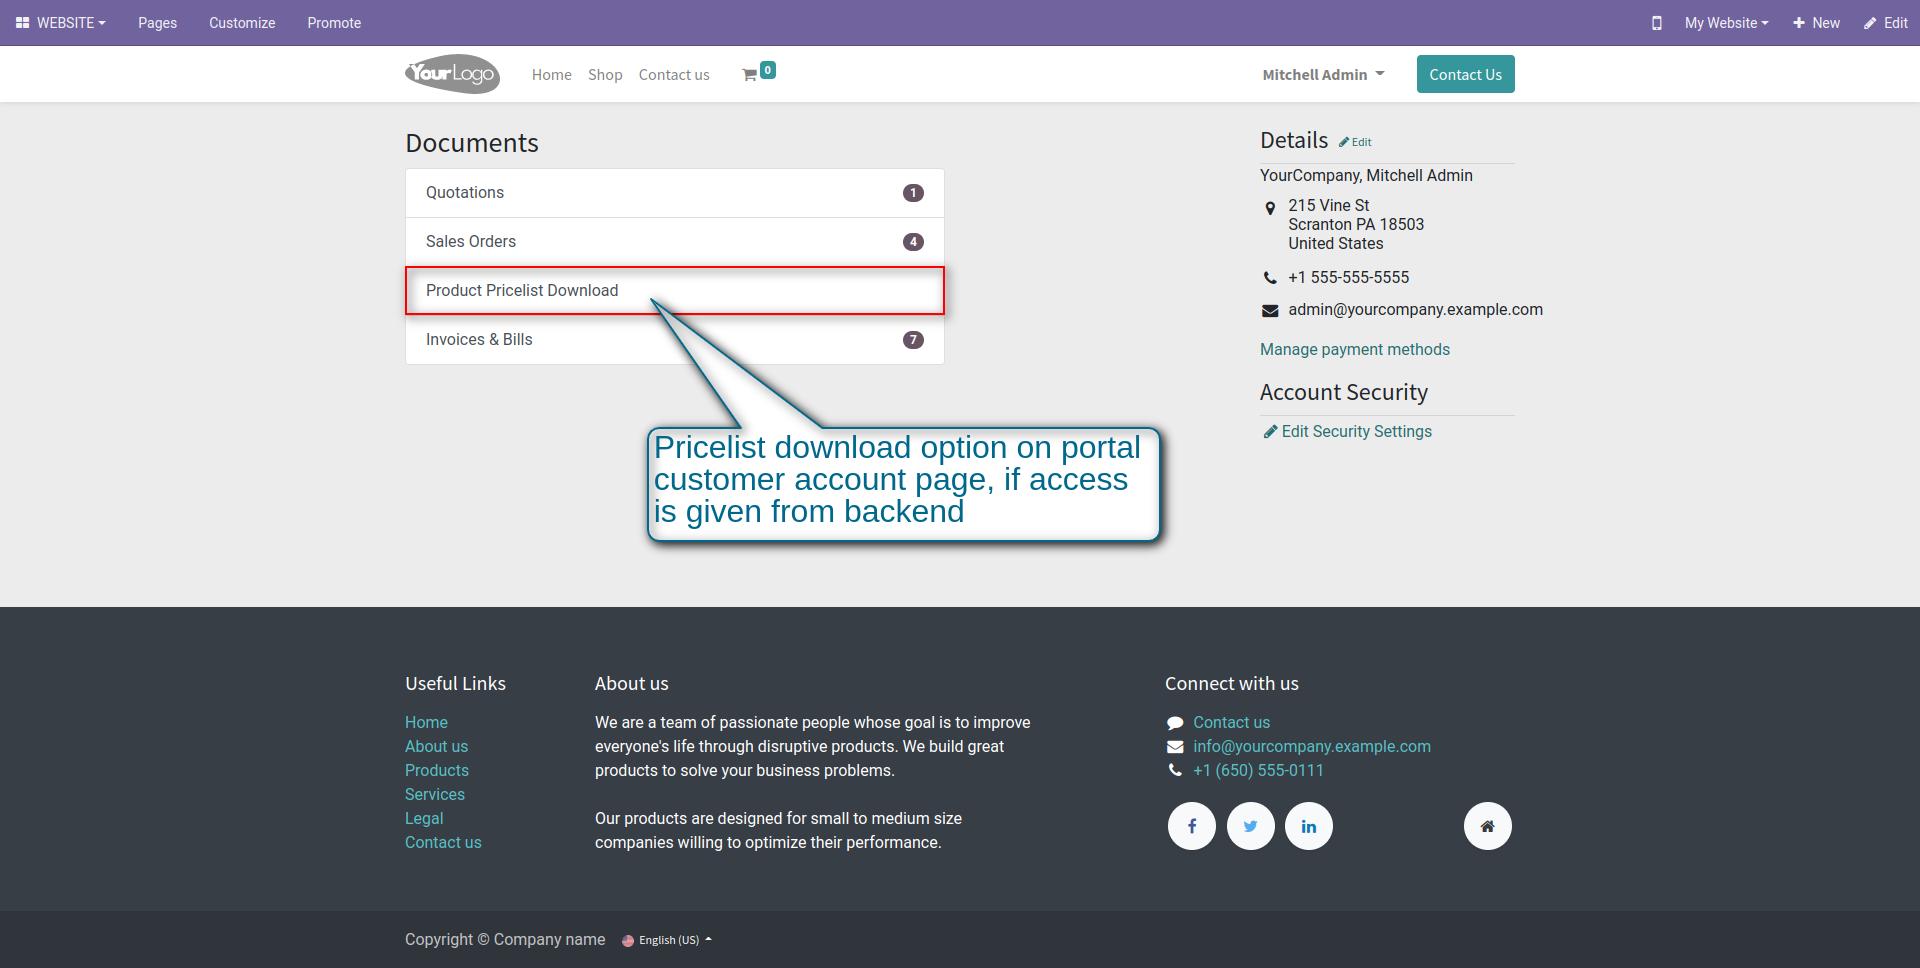 WEBSITE Pages Customize Promote My Website New Edit
YourLogo Home Shop Contact us 0 Mitchell Admin Contact Us
Documents
Quotations 1
Sales Orders 4
Product Pricelist Download
Invoices & Bills 7
Pricelist download option on portal
customer account page, if access
is given from backend
Details Edit
YourCompany, Mitchell Admin
215 Vine St
Scranton PA 18503
United States
+1 555-555-5555
admin@yourcompany.example.com
Manage payment methods
Account Security
Edit Security Settings
Useful Links
Home
About us
Products
Services
Legal
Contact us
About us
We are a team of passionate people whose goal is to improve
everyone's life through disruptive products. We build great
products to solve your business problems.
Our products are designed for small to medium size
companies willing to optimize their performance.
Connect with us
Contact us
info@yourcompany.example.com
+1 (650) 555-0111
Copyright © Company name English (US)